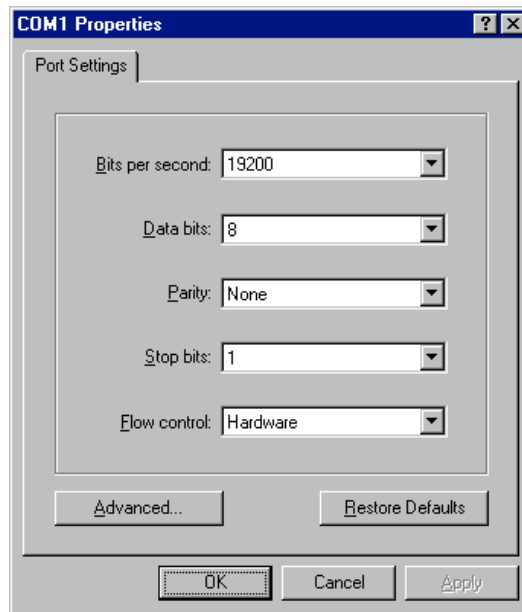 COM1 Properties
Port Settings
Bits per second: 19200
Data bits: 8
Parity: None
Stop bits: 1
Flow control: Hardware
Advanced... Restore Defaults
OK Cancel Apply